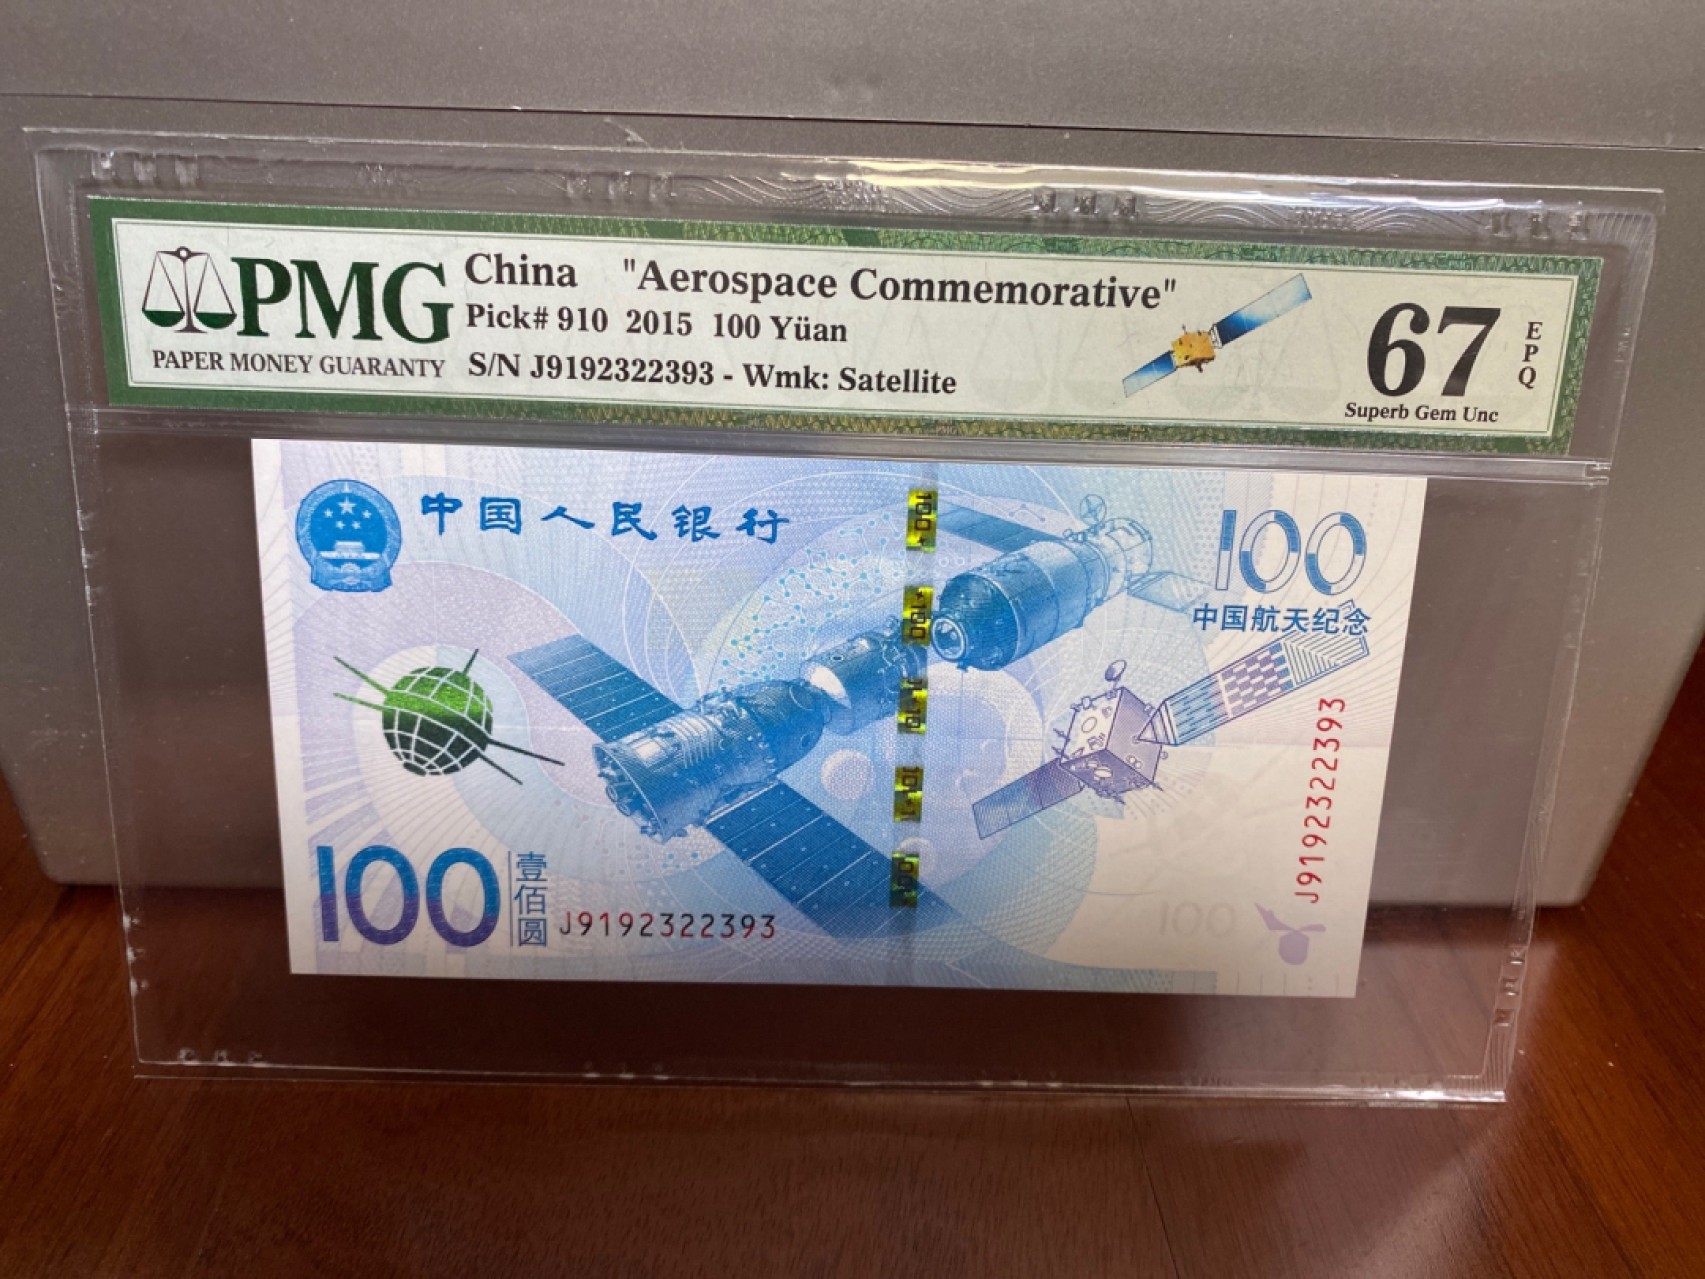 PMG
PAPER MONEY GUARANTY
China "Aerospace Commemorative"
Pick# 910 2015 100 Yüan
S/N J9192322393 - Wmk: Satellite
67
EPQ
Superb Gem Unc
中国人民银行
100
中国航天纪念
100
壹佰圆
J9192322393
J9192322393
100